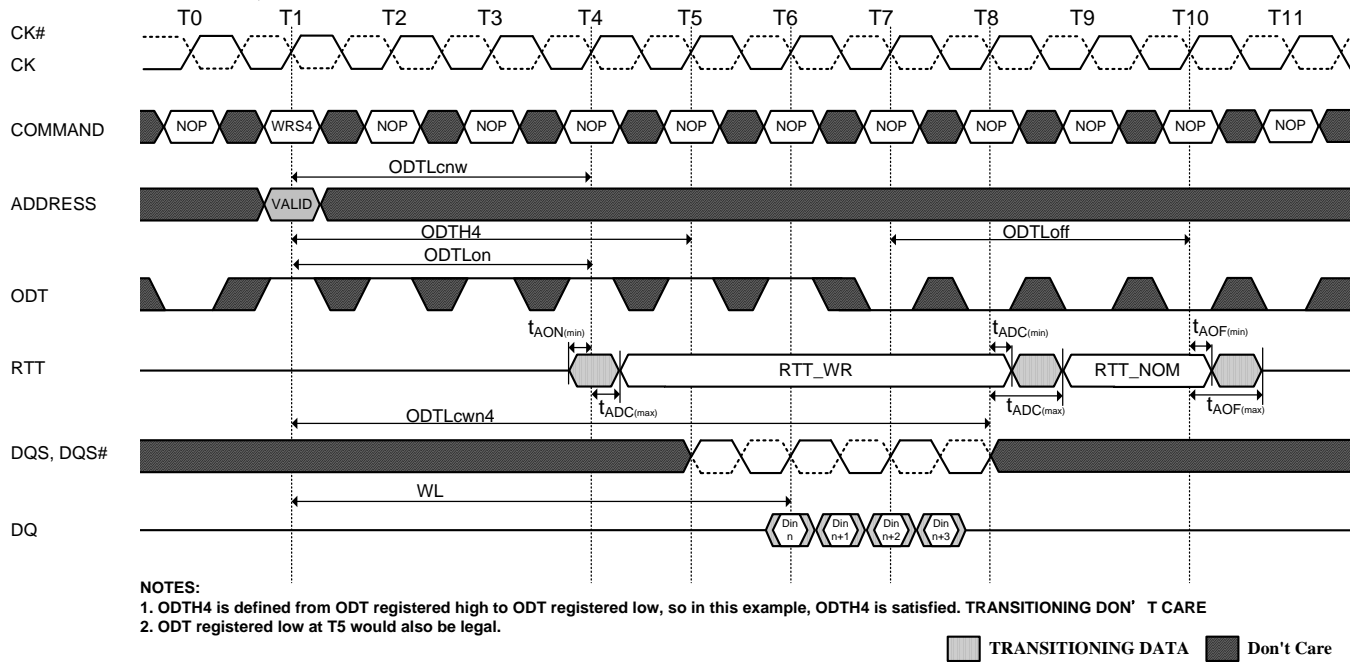 T0 T1 T2 T3 T4 T5 T6 T7 T8 T9 T10 T11
CK#
CK
COMMAND NOP WRS4 NOP NOP NOP NOP NOP NOP NOP NOP NOP NOP
ODTLcnw
ADDRESS VALID
ODTH4 ODTLoff
ODTLon
ODT
tAON(min) tADC(min) tAOF(min)
RTT RTT_WR RTT_NOM
tADC(max) tADC(max) tAOF(max)
ODTLcwn4
DQS, DQS#
WL
DQ Din n Din n+1 Din n+2 Din n+3
NOTES:
1. ODTH4 is defined from ODT registered high to ODT registered low, so in this example, ODTH4 is satisfied. TRANSITIONING DON’ T CARE
2. ODT registered low at T5 would also be legal.
TRANSITIONING DATA Don't Care